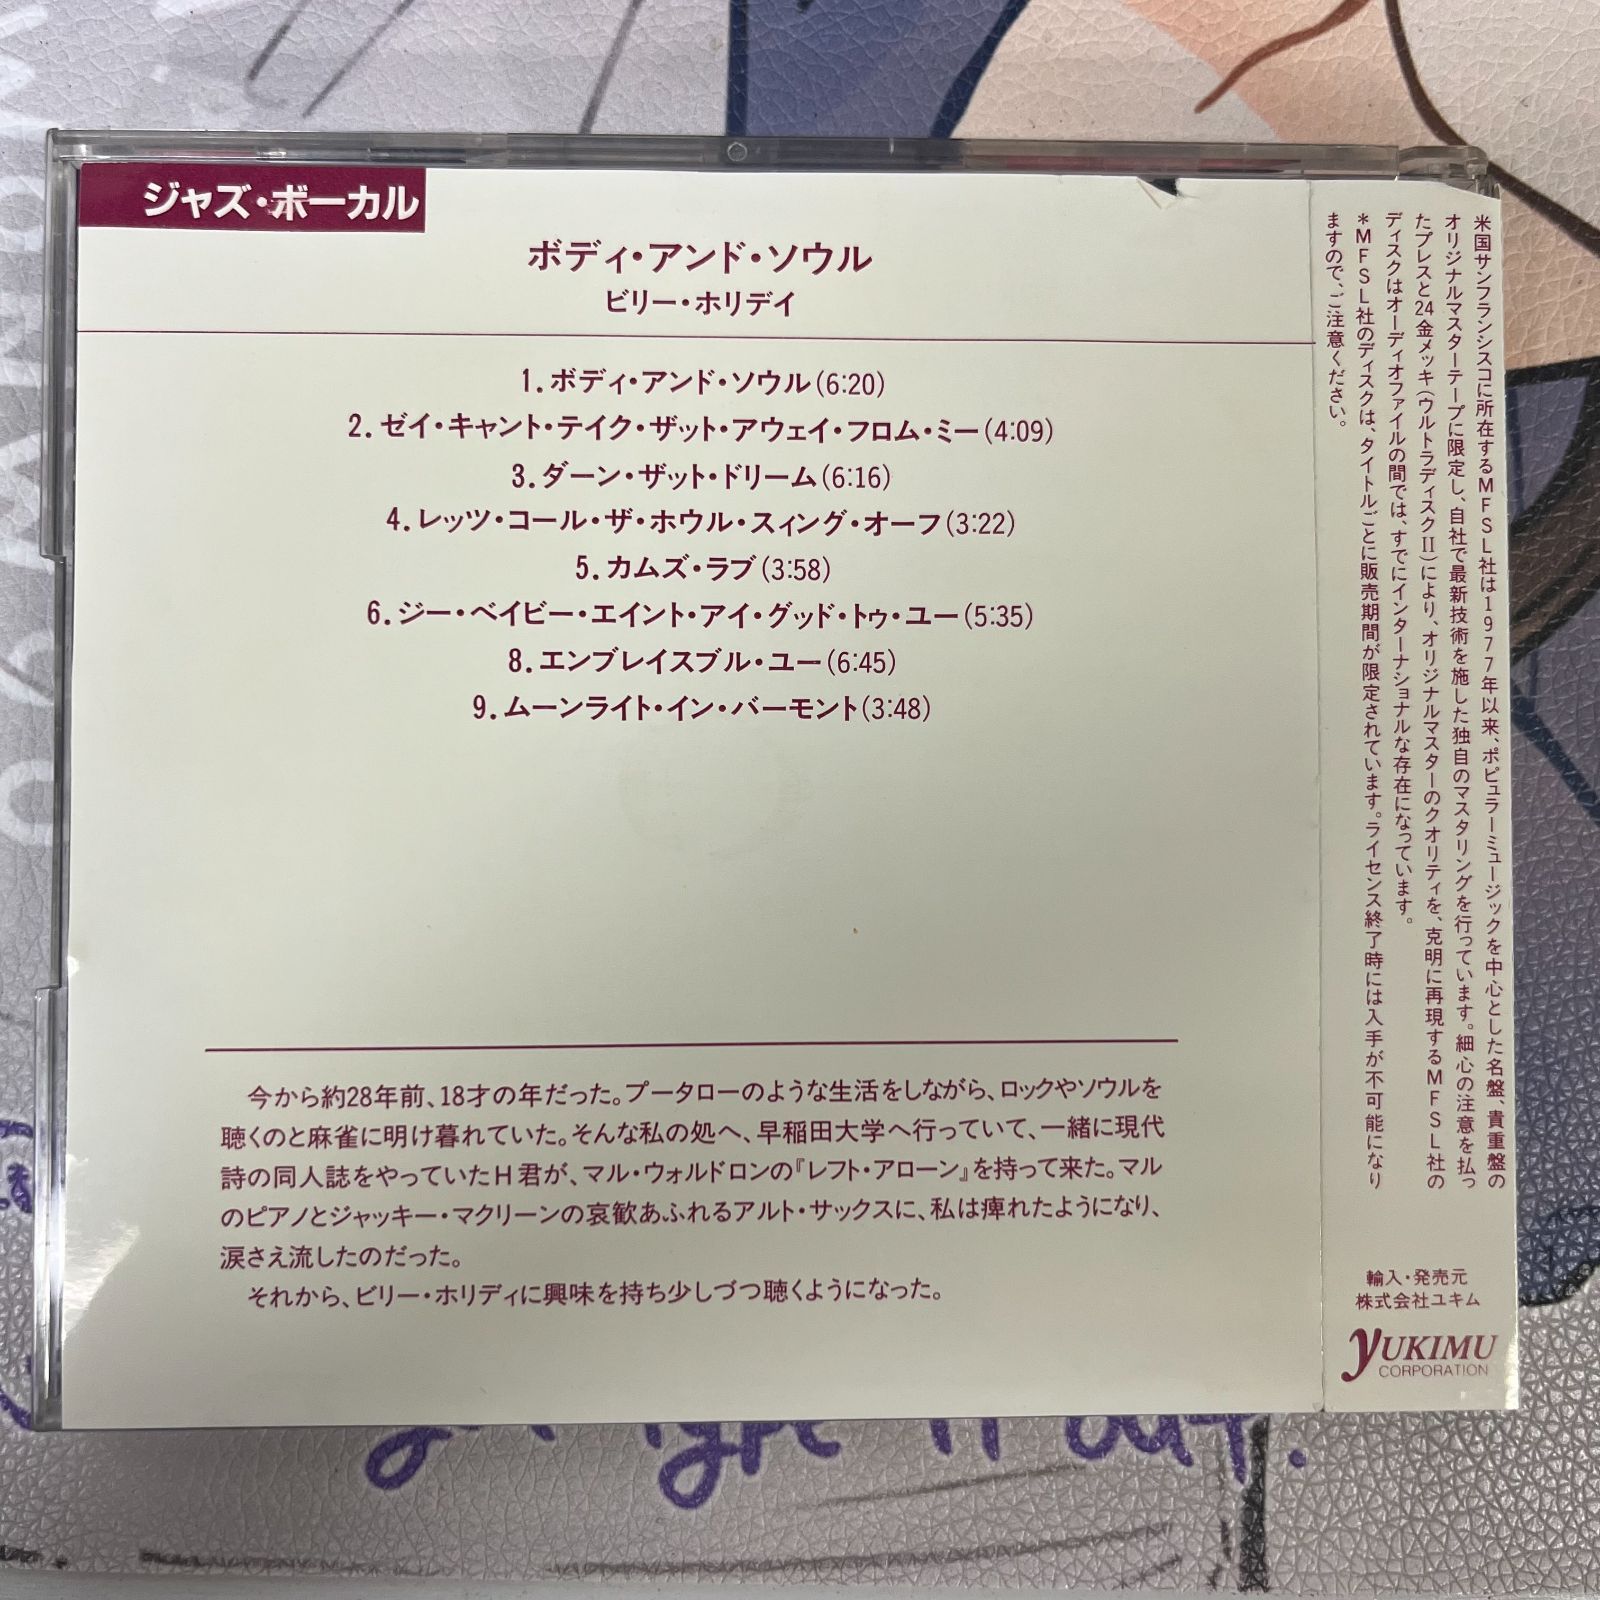 ジャズ・ボーカル
ボディ・アンド・ソウル
ビリー・ホリデイ
1. ボディ・アンド・ソウル(6:20)
2. ゼイ・キャント・テイク・ザット・アウェイ・フロム・ミー(4:09)
3. ダーン・ザット・ドリーム(6:16)
4. レッツ・コール・ザ・ホウル・スィング・オーフ(3:22)
5. カムズ・ラブ(3:58)
6. ジー・ベイビー・エイント・アイ・グッド・トゥ・ユー(5:35)
8. エンブレイスブル・ユー(6:45)
9. ムーンライト・イン・バーモント(3:48)
今から約28年前、18才の年だった。プータローのような生活をしながら、ロックやソウルを
聴くのと麻雀に明け暮れていた。そんな私の処へ、早稲田大学へ行っていて、一緒に現代
詩の同人誌をやっていたH君が、マル・ウォルドロンの『レフト・アローン』を持って来た。マル
のピアノとジャッキー・マクリーンの哀歓あふれるアルト・サックスに、私は痺れたようになり、
涙さえ流したのだった。
それから、ビリー・ホリディに興味を持ち少しづつ聴くようになった。
米国サンフランシスコに所在するMFSL社は1977年以来、ポピュラーミュージックを中心とした名盤、貴重盤の
オリジナルマスターテープに限定し、自社で最新技術を施した独自のマスタリングを行っています。細心の注意を払っ
たプレスと24金メッキ(ウルトラディスクII)により、オリジナルマスターのクオリティを、克明に再現するMFSL社の
ディスクはオーディオファイルの間では、すでにインターナショナルな存在になっています。
*MFSL社のディスクは、タイトルごとに販売期間が限定されています。ライセンス終了時には入手が不可能になり
ますので、ご注意ください。
輸入・発売元
株式会社ユキム
YUKIMU
CORPORATION
type it out.